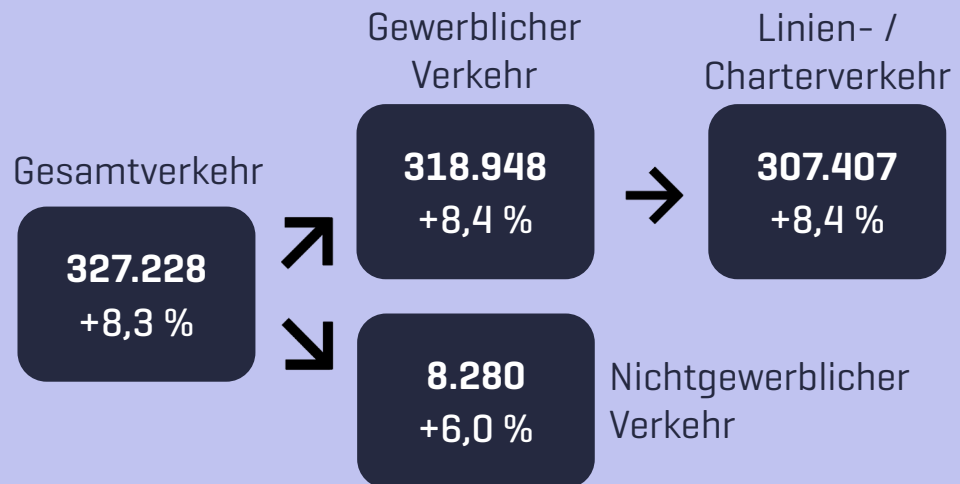 Gesamtverkehr
327.228
+8,3 %
Gewerblicher
Verkehr
318.948
+8,4 %
Linien- /
Charterverkehr
307.407
+8,4 %
8.280
+6,0 %
Nichtgewerblicher
Verkehr